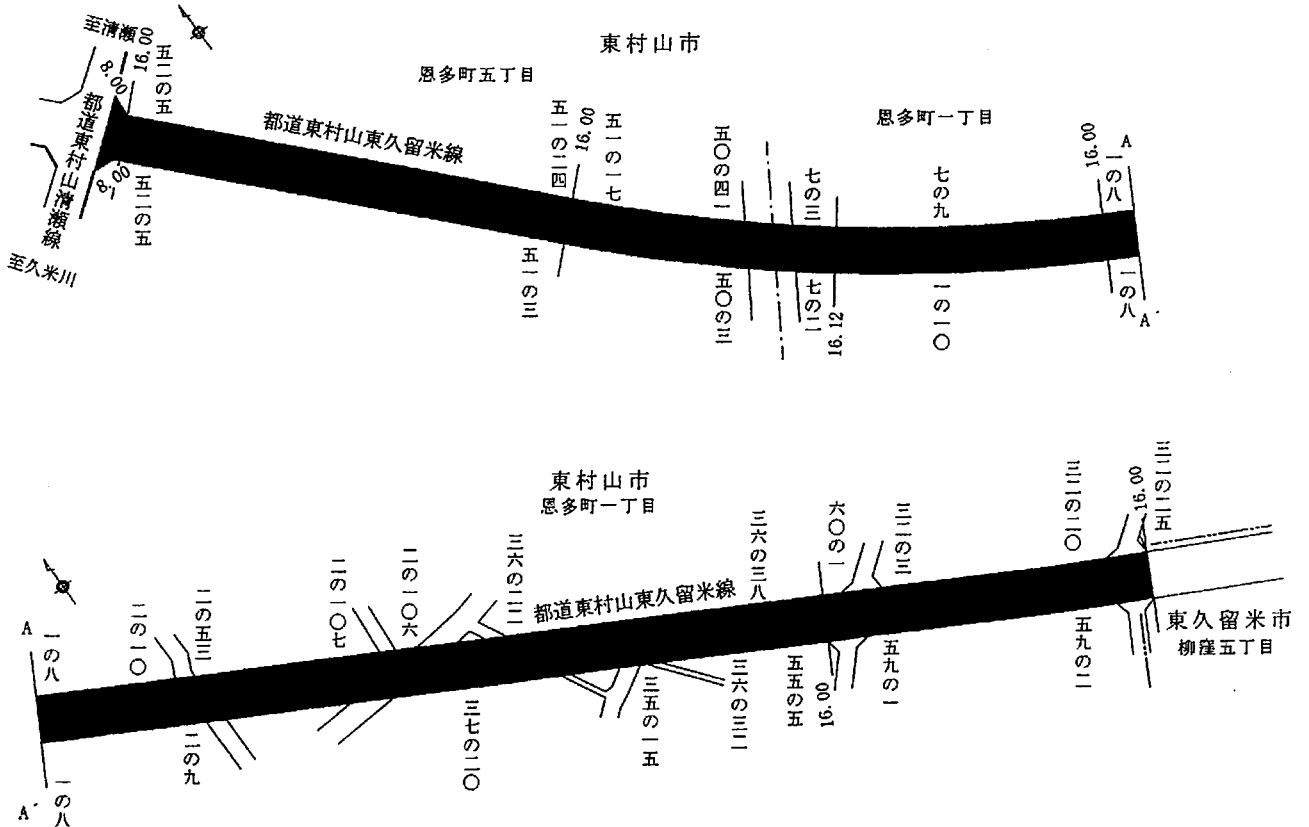 東村山市
至清瀬
16.00
8.00
五二の五
恩多町五丁目
恩多町一丁目
都道東村山東久留米線
五一の二四
16.00
五一の一七
五〇の四二
七の三
七の九
16.00
A
一の八
都道東村山清瀬線
8.00
五二の五
至久米川
五一の三
五〇の三
七の二
16.12
一の一〇
一の八
A´
東村山市
恩多町一丁目
都道東村山東久留米線
A
一の八
二の一〇
二の五三
二の一〇七
二の一〇六
三六の二二
三六の三八
六〇の一
三二の三
三二の二〇
16.00
三二の二五
東久留米市
柳窪五丁目
A´
一の八
二の九
三七の二〇
三五の一五
三六の三二
五五の五
16.00
五九の一
五九の二